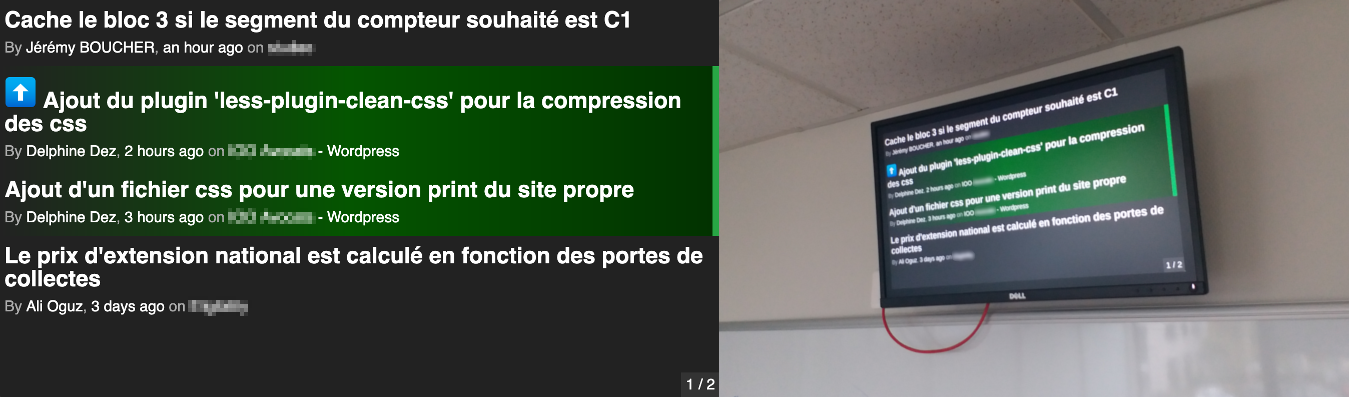 Cache le bloc 3 si le segment du compteur souhaité est C1
By Jérémy BOUCHER, an hour ago on
⬆ Ajout du plugin 'less-plugin-clean-css' pour la compression
des css
By Delphine Dez, 2 hours ago on - Wordpress
Ajout d'un fichier css pour une version print du site propre
By Delphine Dez, 3 hours ago on - Wordpress
Le prix d'extension national est calculé en fonction des portes de
collectes
By Ali Oguz, 3 days ago on
1 / 2
Cache le bloc 3 si le segment du compteur souhaité est C1
By Jérémy BOUCHER, an hour ago on
⬆ Ajout du plugin 'less-plugin-clean-css' pour la compression
des css
By Delphine Dez, 2 hours ago on IOO - Wordpress
Ajout d'un fichier css pour une version print du site propre
By Delphine Dez, 3 hours ago on IOO - Wordpress
Le prix d'extension national est calculé en fonction des portes de
collectes
By Ali Oguz, 3 days ago on
1 / 2
DELL